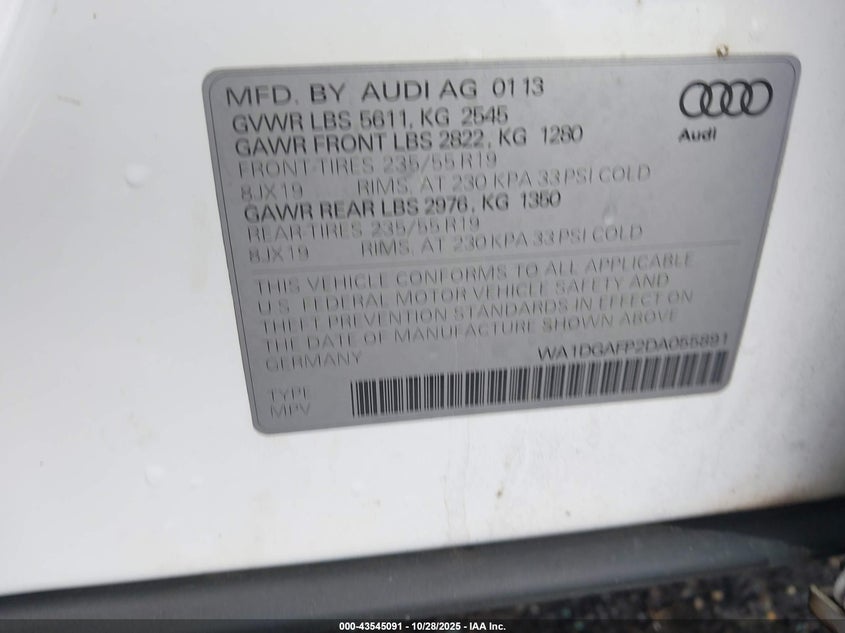 MFD. BY AUDI AG 01 13
GVWR LBS 5611, KG 2545
GAWR FRONT LBS 2822, KG 1280
FRONT-TIRES 235/55 R19
8JX19 RIMS, AT 230 KPA 33 PSI COLD
GAWR REAR LBS 2976, KG 1350
REAR-TIRES 235/55 R19
8JX19 RIMS, AT 230 KPA 33 PSI COLD
Audi
THIS VEHICLE CONFORMS TO ALL APPLICABLE
U.S. FEDERAL MOTOR VEHICLE SAFETY AND
THEFT PREVENTION STANDARDS IN EFFECT ON
THE DATE OF MANUFACTURE SHOWN ABOVE
GERMANY
WA1DGAFP2DA055891
TYPE
MPV
000-43545091 - 10/28/2025 - IAA Inc.